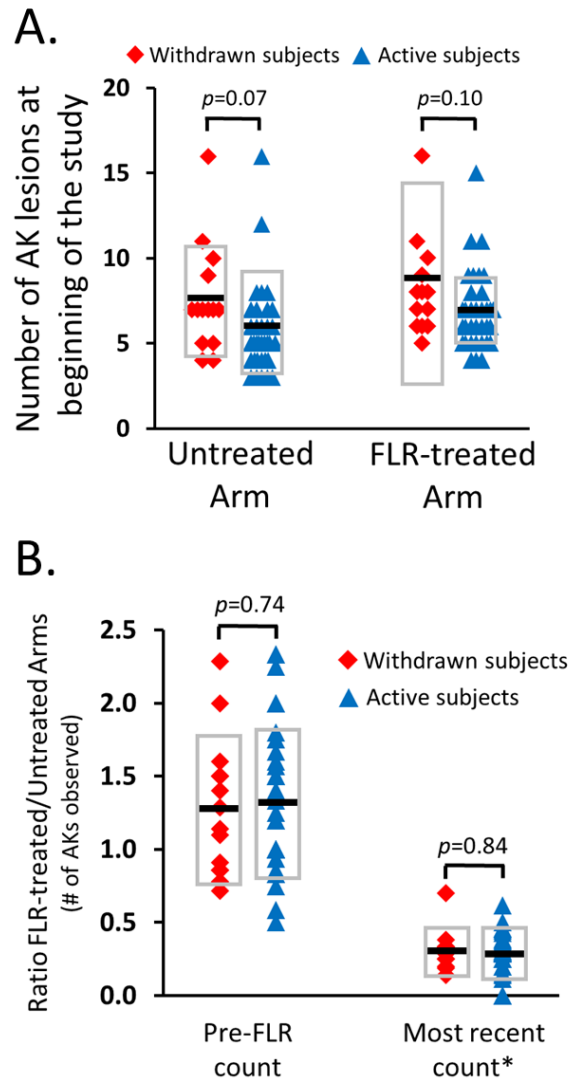 A.
Withdrawn subjects Active subjects
Number of AK lesions at
beginning of the study
20
15
10
5
0
p=0.07
p=0.10
Untreated
Arm
FLR-treated
Arm
B.
Ratio FLR-treated/Untreated Arms
(# of AKs observed)
2.5
2.0
1.5
1.0
0.5
0.0
p=0.74
Withdrawn subjects
Active subjects
p=0.84
Pre-FLR
count
Most recent
count*